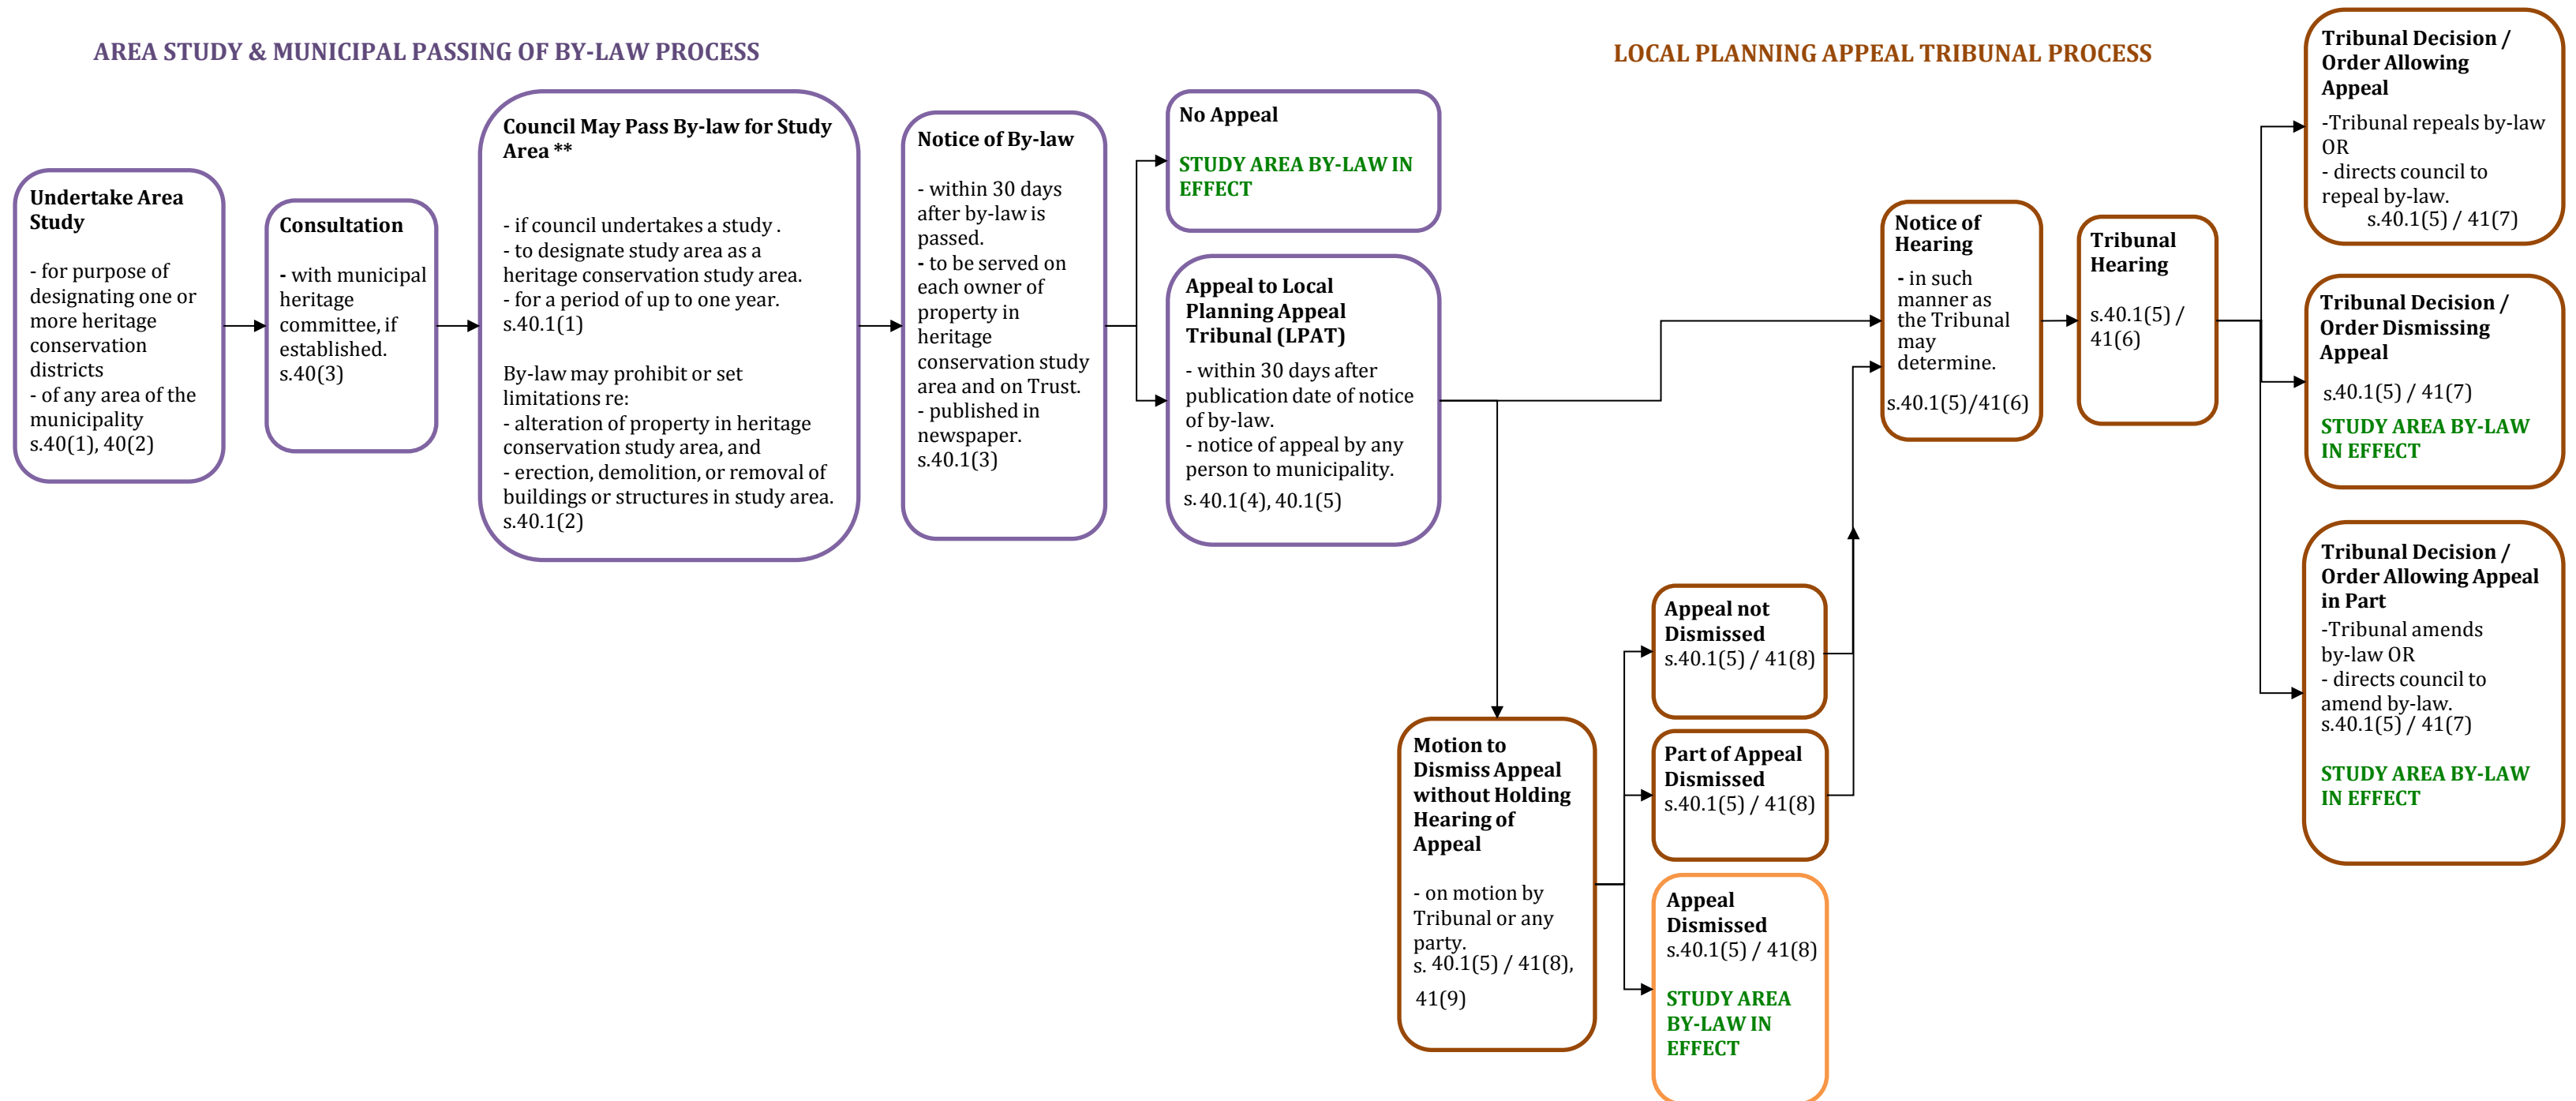 AREA STUDY & MUNICIPAL PASSING OF BY-LAW PROCESS
LOCAL PLANNING APPEAL TRIBUNAL PROCESS
Undertake Area
Study
- for purpose of
designating one or
more heritage
conservation
districts
- of any area of the
municipality
s.40(1), 40(2)
Consultation
- with municipal
heritage
committee, if
established.
s.40(3)
Council May Pass By-law for Study
Area **
- if council undertakes a study .
- to designate study area as a
heritage conservation study area.
- for a period of up to one year.
s.40.1(1)
By-law may prohibit or set
limitations re:
- alteration of property in heritage
conservation study area, and
- erection, demolition, or removal of
buildings or structures in study area.
s.40.1(2)
Notice of By-law
- within 30 days
after by-law is
passed.
- to be served on
each owner of
property in
heritage
conservation study
area and on Trust.
- published in
newspaper.
s.40.1(3)
No Appeal
STUDY AREA BY-LAW IN
EFFECT
Appeal to Local
Planning Appeal
Tribunal (LPAT)
- within 30 days after
publication date of notice
of by-law.
- notice of appeal by any
person to municipality.
s. 40.1(4), 40.1(5)
Motion to
Dismiss Appeal
without Holding
Hearing of
Appeal
- on motion by
Tribunal or any
party.
s. 40.1(5) / 41(8),
41(9)
Appeal not
Dismissed
s.40.1(5) / 41(8)
Part of Appeal
Dismissed
s.40.1(5) / 41(8)
Appeal
Dismissed
s.40.1(5) / 41(8)
STUDY AREA
BY-LAW IN
EFFECT
Notice of
Hearing
- in such
manner as
the Tribunal
may
determine.
s.40.1(5)/41(6)
Tribunal
Hearing
s.40.1(5) /
41(6)
Tribunal Decision /
Order Allowing
Appeal
-Tribunal repeals by-law
OR
- directs council to
repeal by-law.
s.40.1(5) / 41(7)
Tribunal Decision /
Order Dismissing
Appeal
s.40.1(5) / 41(7)
STUDY AREA BY-LAW
IN EFFECT
Tribunal Decision /
Order Allowing Appeal
in Part
-Tribunal amends
by-law OR
- directs council to
amend by-law.
s.40.1(5) / 41(7)
STUDY AREA BY-LAW
IN EFFECT